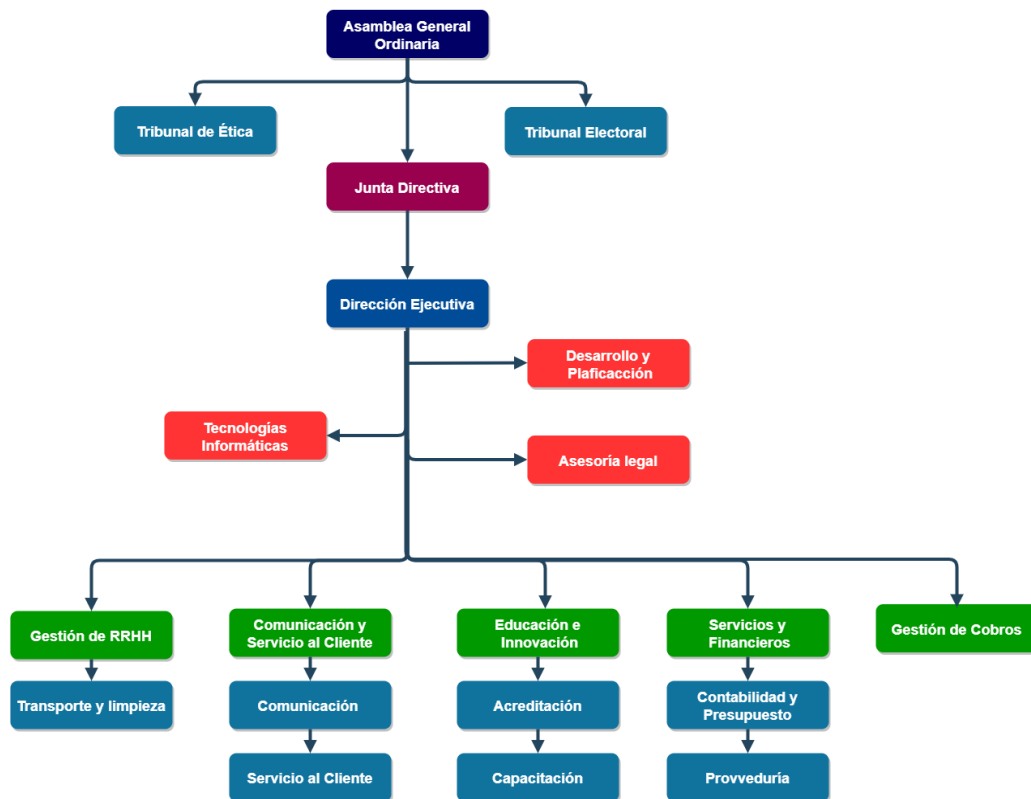 Asamblea General
Ordinaria
Tribunal de Ética
Tribunal Electoral
Junta Directiva
Dirección Ejecutiva
Desarrollo y
Plaficacción
Tecnologías
Informáticas
Asesoría legal
Gestión de RRHH
Comunicación y
Servicio al Cliente
Educación e
Innovación
Servicios y
Financieros
Gestión de Cobros
Transporte y limpieza
Comunicación
Acreditación
Contabilidad y
Presupuesto
Servicio al Cliente
Capacitación
Provveduría